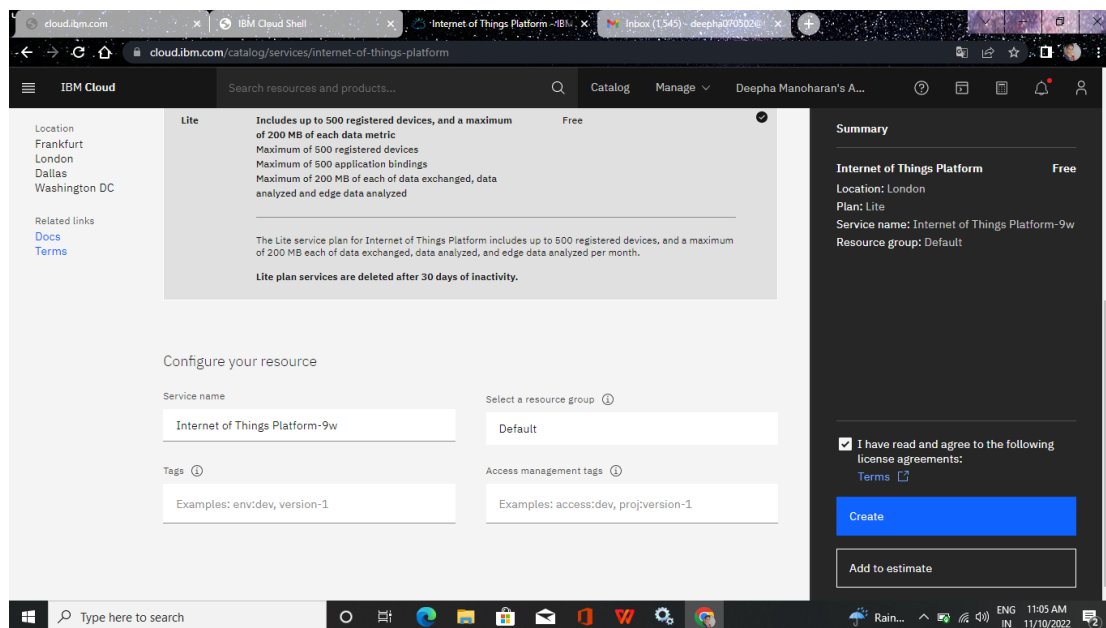 cloud.ibm.com
IBM Cloud Shell
Internet of Things Platform - IBM
Inbox (1,545) - deepha070502@
cloud.ibm.com/catalog/services/internet-of-things-platform
IBM Cloud
Search resources and products...
Catalog
Manage
Deepha Manoharan's A...
Location
Frankfurt
London
Dallas
Washington DC
Related links
Docs
Terms
Lite
Includes up to 500 registered devices, and a maximum
of 200 MB of each data metric
Maximum of 500 registered devices
Maximum of 500 application bindings
Maximum of 200 MB of each of data exchanged, data
analyzed and edge data analyzed
Free
The Lite service plan for Internet of Things Platform includes up to 500 registered devices, and a maximum
of 200 MB each of data exchanged, data analyzed, and edge data analyzed per month.
Lite plan services are deleted after 30 days of inactivity.
Configure your resource
Service name
Internet of Things Platform-9w
Select a resource group
Default
Tags
Examples: env:dev, version-1
Access management tags
Examples: access:dev, proj:version-1
Summary
Internet of Things Platform Free
Location: London
Plan: Lite
Service name: Internet of Things Platform-9w
Resource group: Default
I have read and agree to the following
license agreements:
Terms
Create
Add to estimate
Type here to search
Rain...
ENG
IN
11:05 AM
11/10/2022
2